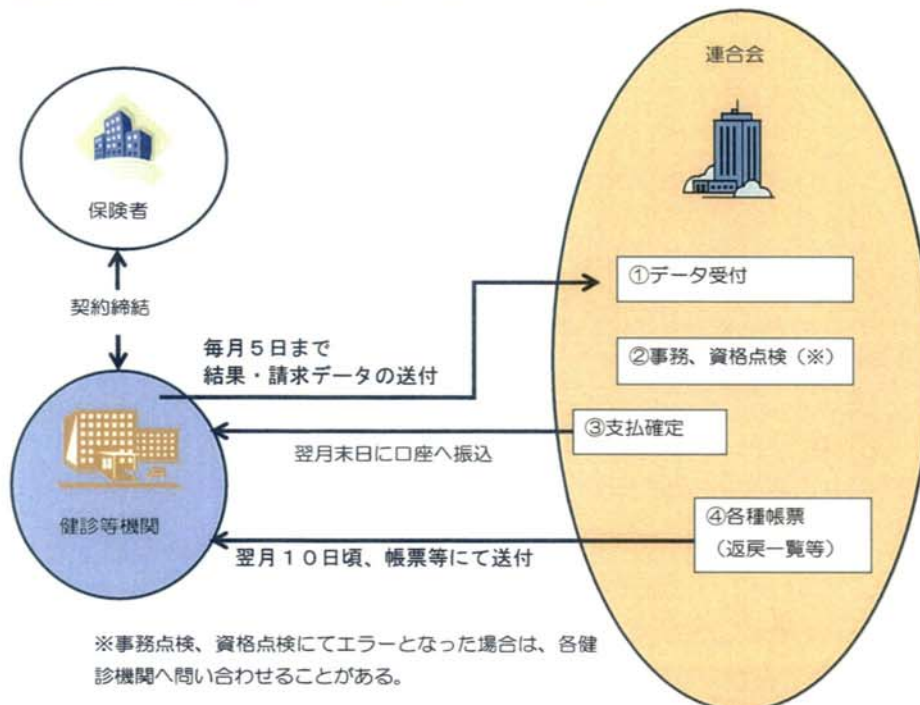 連合会
保険者
①データ受付
契約締結
毎月５日まで
結果・請求データの送付
②事務、資格点検（※）
③支払確定
翌月末日に口座へ振込
健診等機関
④各種帳票
（返戻一覧等）
翌月１０日頃、帳票等にて送付
※事務点検、資格点検にてエラーとなった場合は、各健
診機関へ問い合わせることがある。